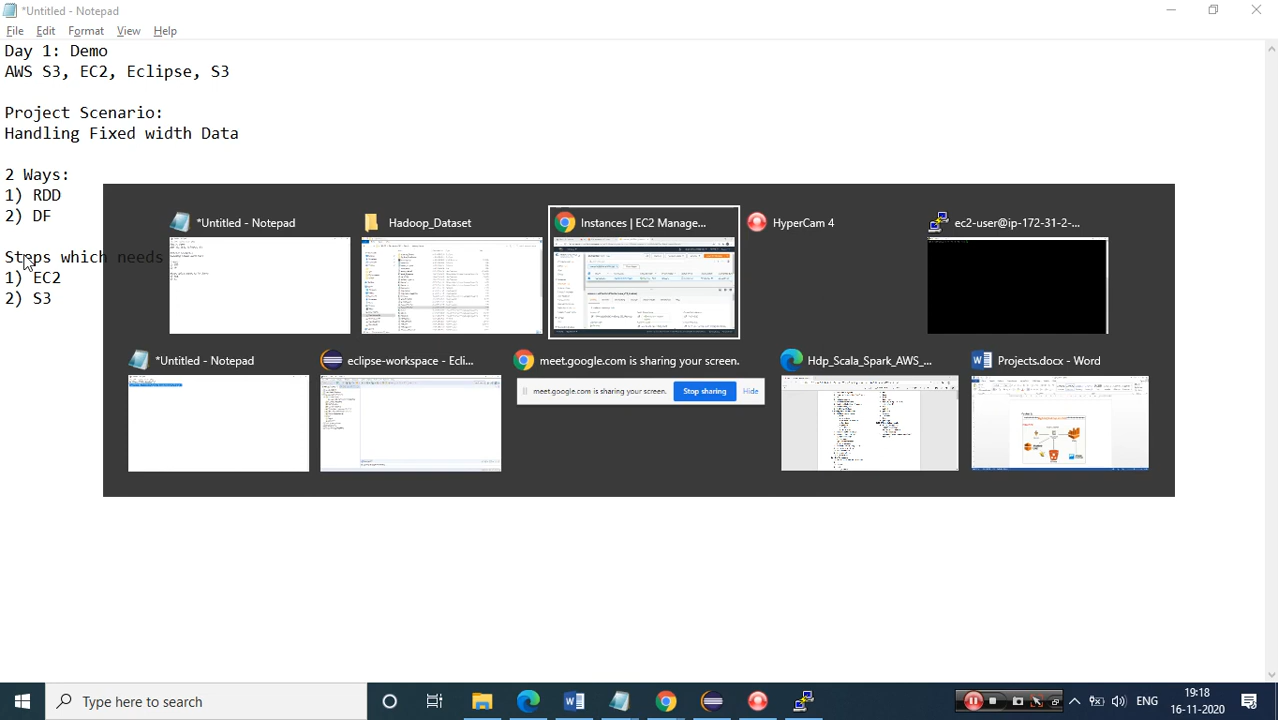 *Untitled - Notepad
File Edit Format View Help
Day 1: Demo
AWS S3, EC2, Eclipse, S3
Project Scenario:
Handling Fixed width Data
2 Ways:
1) RDD
2) DF
Steps which needs
1) EC2
2) S3
*Untitled - Notepad
Hadoop_Dataset
Instances | EC2 Manage...
HyperCam 4
ec2-user@ip-172-31-2-...
*Untitled - Notepad
eclipse-workspace - Ecli...
meet.google.com is sharing your screen.
Hdp_Scala_Spark_AWS_...
Projects.docx - Word
meet.google.com is sharing your screen. Stop sharing Hide
Type here to search
ENG
19:18
16-11-2020